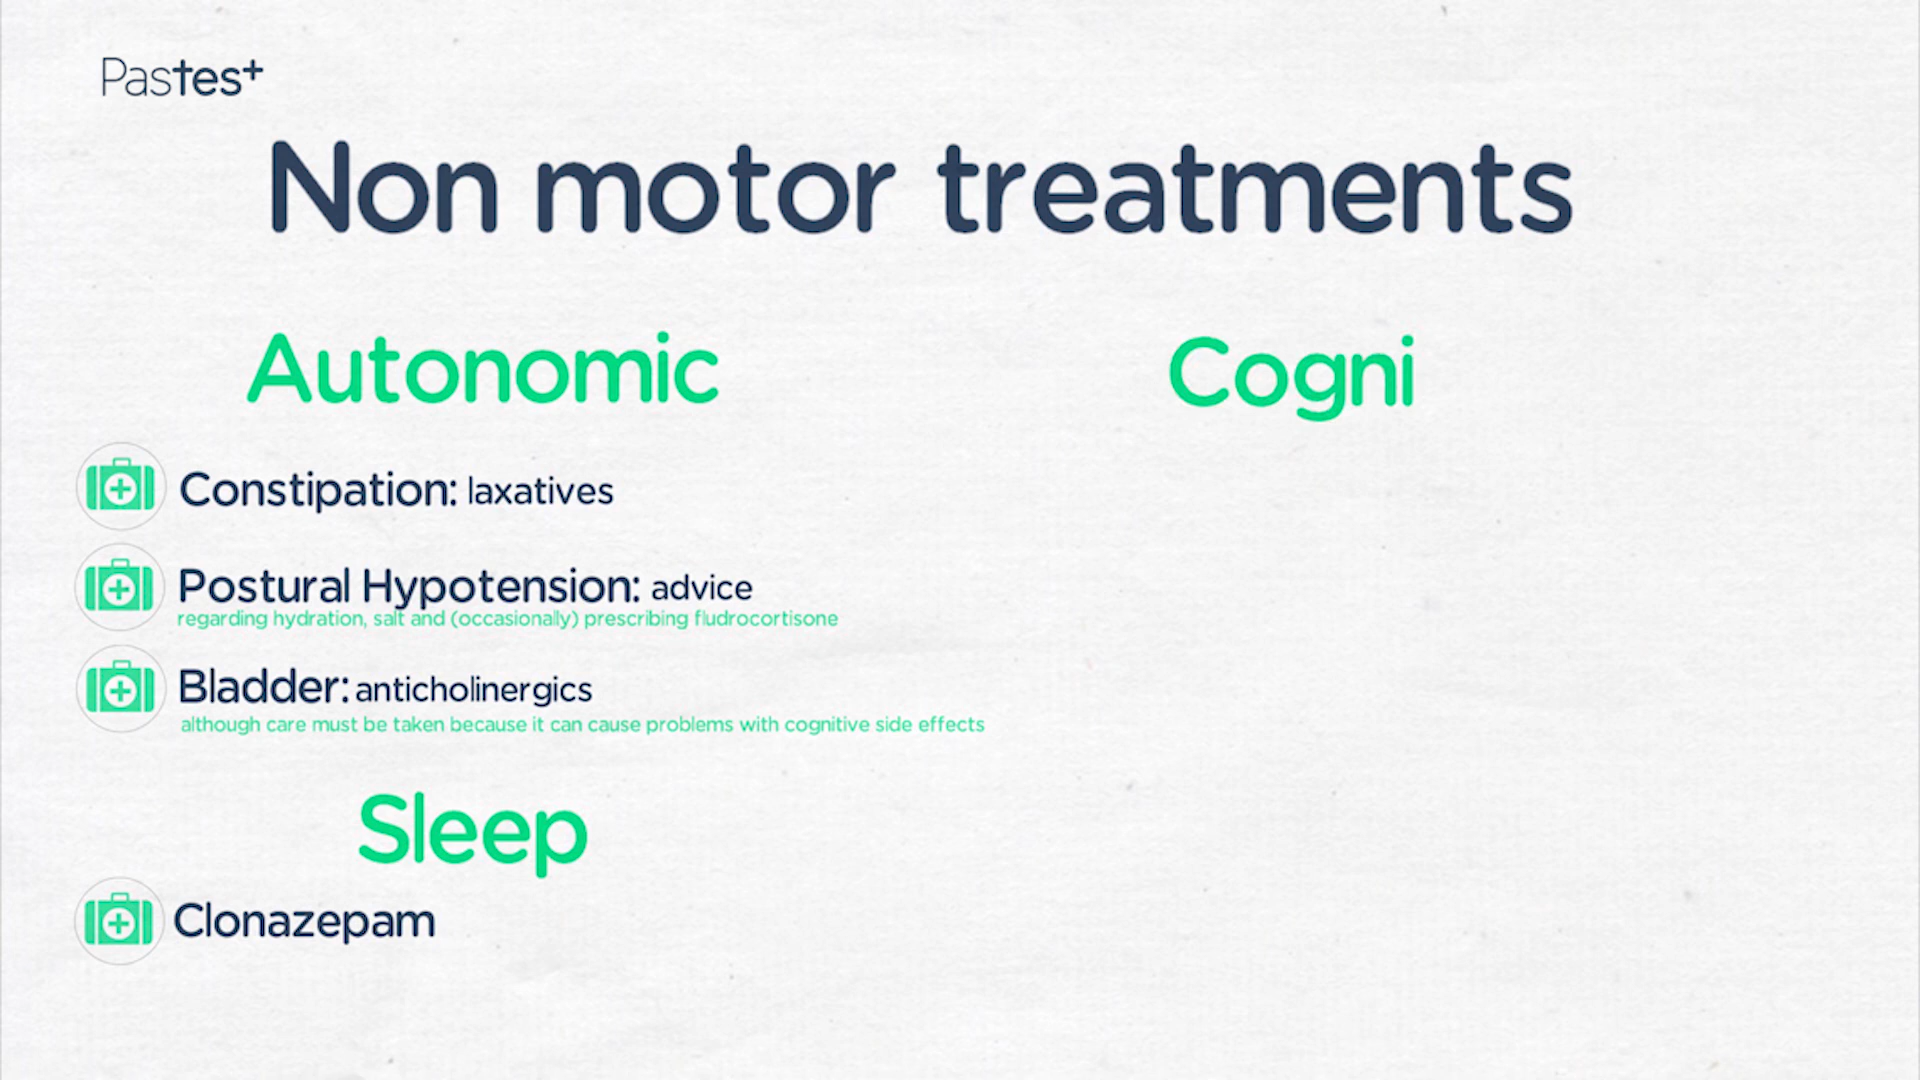 Pastes+
Non motor treatments
Autonomic
Constipation: laxatives
Postural Hypotension: advice
regarding hydration, salt and (occasionally) prescribing fludrocortisone
Bladder: anticholinergics
although care must be taken because it can cause problems with cognitive side effects
Sleep
Clonazepam
Cogni